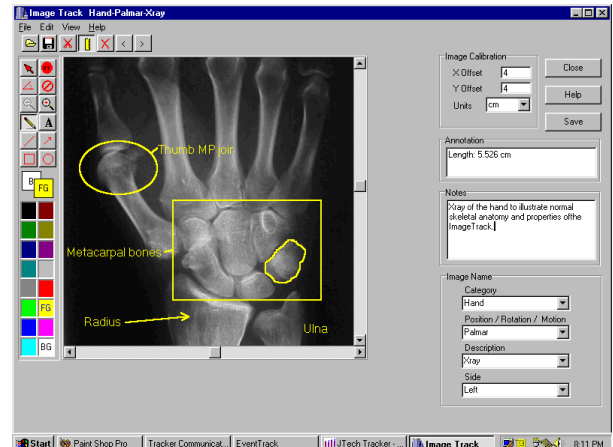 Image Track Hand-Palmar-Xray
File Edit View Help
Image Calibration
X Offset 4
Y Offset 4
Units cm
Close
Help
Save
Annotation
Length: 5.526 cm
Notes
Xray of the hand to illustrate normal
skeletal anatomy and properties ofthe
ImageTrack.
Image Name
Category
Hand
Position / Rotation / Motion
Palmar
Description
Xray
Side
Left
A
B
FG
FG
BG
Thumb MP joir
Metacarpal bones
Radius
Ulna
Start Paint Shop Pro Tracker Communicat... EventTrack JTech Tracker - ... Image Track 8:11 PM